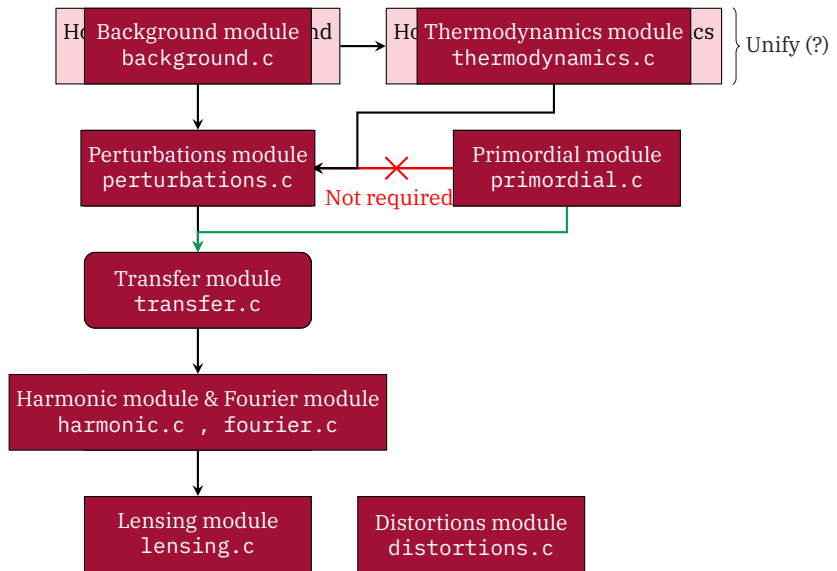 Background module
background.c
Thermodynamics module
thermodynamics.c
Unify (?)
Perturbations module
perturbations.c
Not required
Primordial module
primordial.c
Transfer module
transfer.c
Harmonic module & Fourier module
harmonic.c , fourier.c
Lensing module
lensing.c
Distortions module
distortions.c